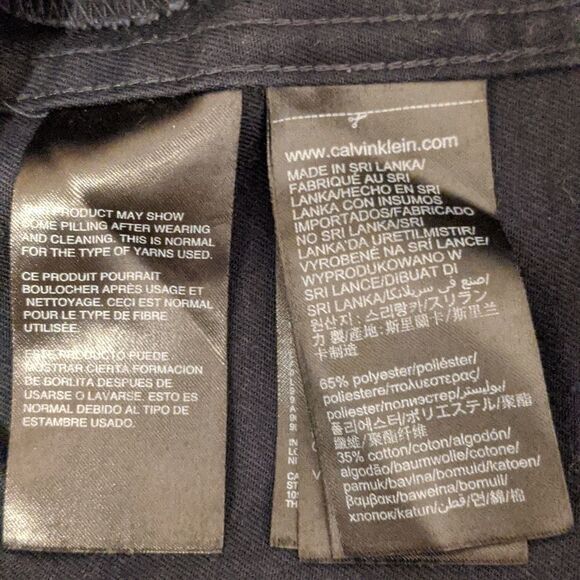 PRODUCT MAY SHOW
SOME PILLING AFTER WEARING
AND CLEANING. THIS IS NORMAL
FOR THE TYPE OF YARNS USED.
CE PRODUIT POURRAIT
BOULOCHER APRÈS USAGE ET
NETTOYAGE. CECI EST NORMAL
POUR LE TYPE DE FIBRE
UTILISÉE.
ESTE PRODUCTO PUEDE
MOSTRAR CIERTA FORMACION
DE BORLITA DESPUES DE
USARSE O LAVARSE. ESTO ES
NORMAL DEBIDO AL TIPO DE
ESTAMBRE USADO.
www.calvinklein.com
MADE IN SRI LANKA/
FABRIQUÉ AU SRI
LANKA/HECHO EN SRI
LANKA CON INSUMOS
IMPORTADOS/FABRICADO
NO SRI LANKA/SRI
LANKA'DA URETILMISTIR/
VYROBENÉ NA SRÍ LANCE/
WYPRODUKOWANO W
SRI LANCE/DIBUAT DI
SRI LANKA/صنع في سريلانكا/
원산지 : 스리랑카/スリラン
カ 製/產地: 斯里蘭卡/斯里兰
卡制造
65% polyester/poliéster/
poliestere/πολυεστερας/
poliester/полиэстер/بوليستير/
폴리에스터/ポリエステル/聚酯
纖維/聚酯纤维
35% cotton/coton/algodón/
algodão/baumwolle/cotone/
pamuk/bavlna/bomuld/katoen/
βαμβακι/bawełna/bomull/
хлопок/katun/قطن/면/綿/棉